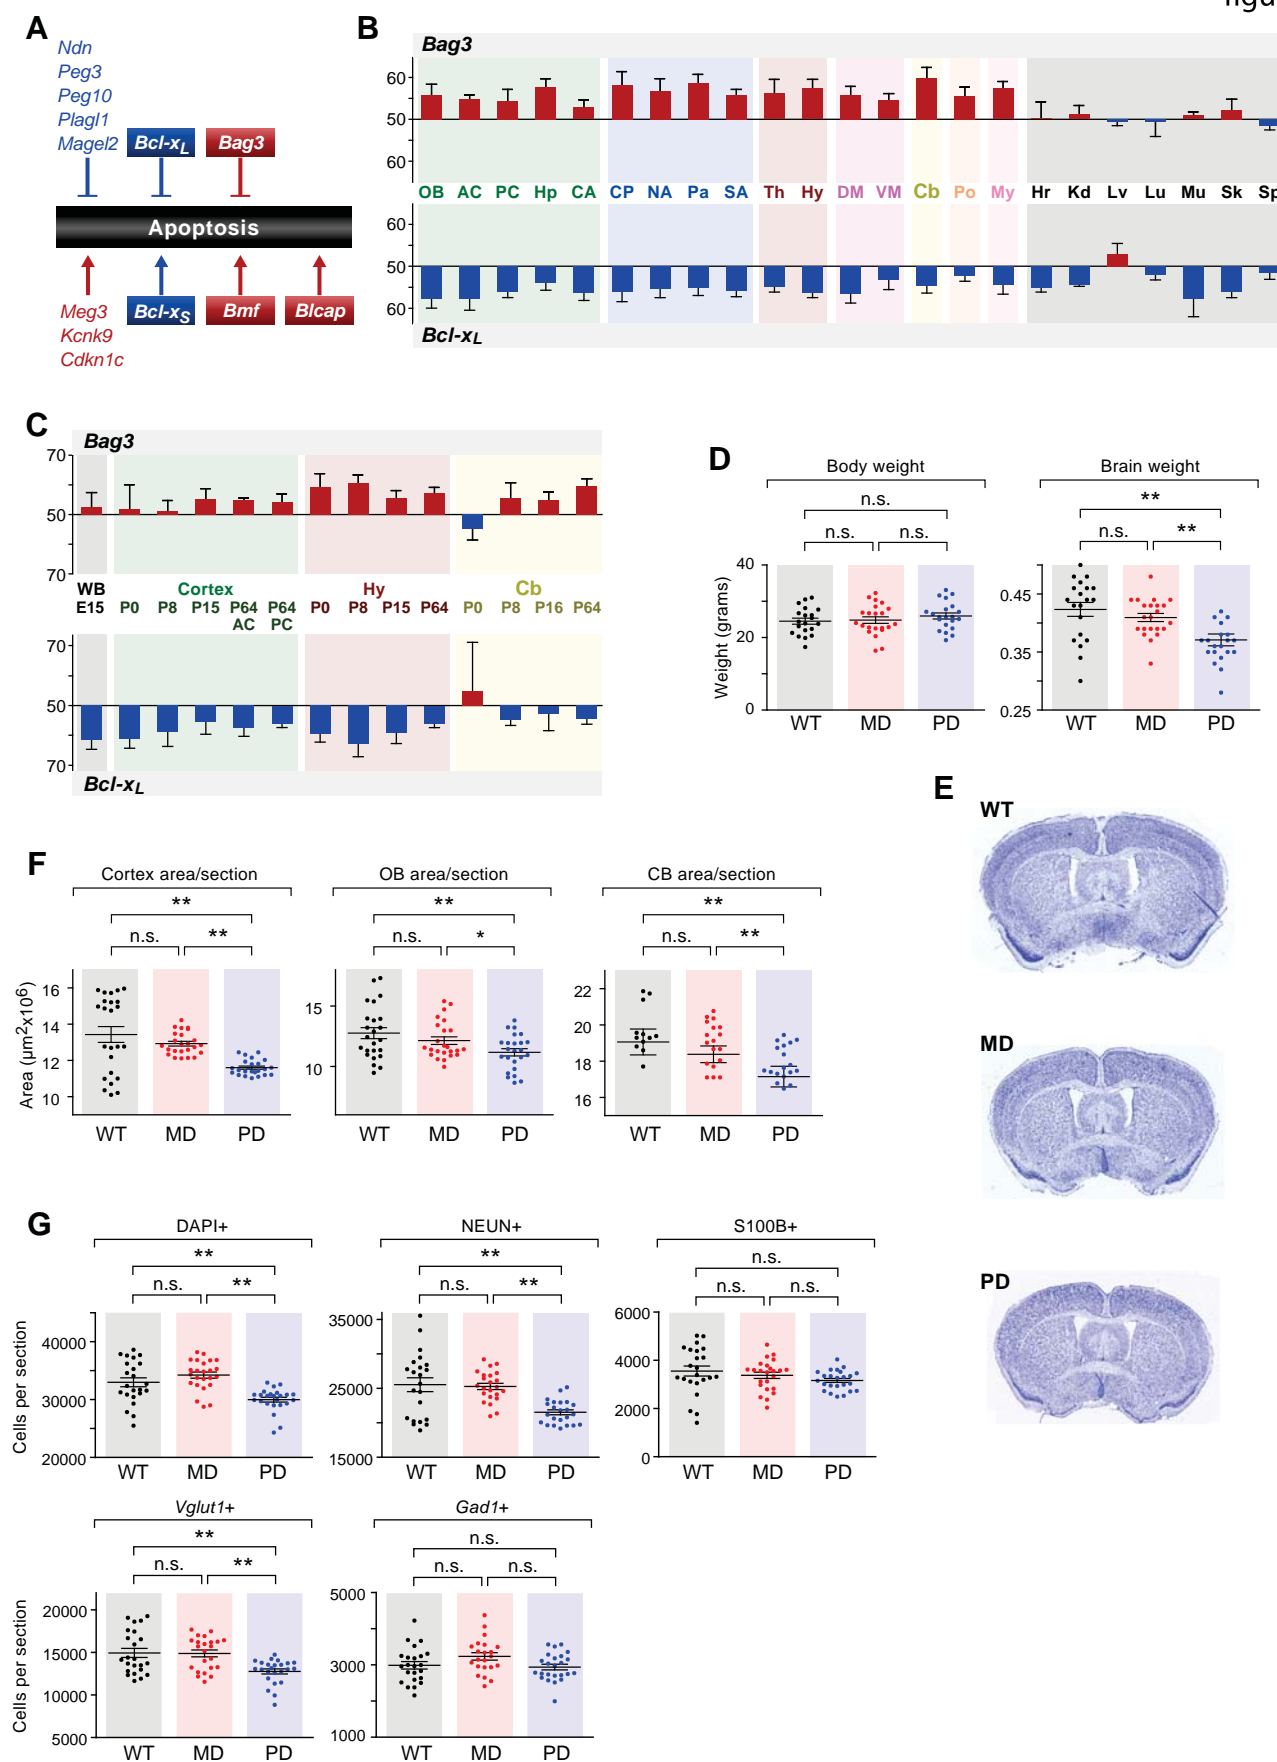 figu
A
Ndn
Peg3
Peg10
Plagl1
Magel2
Bcl-xL
Bag3
Apoptosis
Meg3
Kcnk9
Cdkn1c
Bcl-xS
Bmf
Blcap
B
Bag3
60
50
60
OB AC PC Hp CA CP NA Pa SA Th Hy DM VM Cb Po My Hr Kd Lv Lu Mu Sk Sp
60
50
60
Bcl-xL
C
Bag3
70
50
70
WB Cortex Hy Cb
E15 P0 P8 P15 P64 P64 P0 P8 P15 P64 P0 P8 P16 P64
AC PC
70
50
70
Bcl-xL
D
Body weight
n.s.
n.s. n.s.
Weight (grams)
40
20
0
WT MD PD
Brain weight
**
n.s. **
0.45
0.35
0.25
WT MD PD
E
WT
MD
PD
F
Cortex area/section
**
n.s. **
Area (µm2x106)
16
14
12
10
WT MD PD
OB area/section
**
n.s. *
15
10
WT MD PD
CB area/section
**
n.s. **
22
20
18
16
WT MD PD
G
DAPI+
**
n.s. **
Cells per section
40000
30000
20000
WT MD PD
NEUN+
**
n.s. **
35000
25000
15000
WT MD PD
S100B+
n.s.
n.s. n.s.
6000
4000
2000
0
WT MD PD
Vglut1+
**
n.s. **
Cells per section
20000
15000
10000
5000
WT MD PD
Gad1+
n.s.
n.s. n.s.
5000
3000
1000
WT MD PD